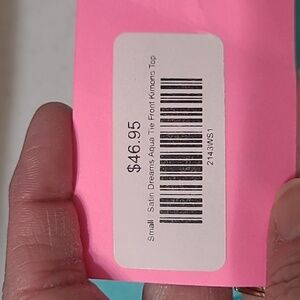 $46.95
Small Satin Dreams Aqua Tie Front Kimono Top
2143WS1